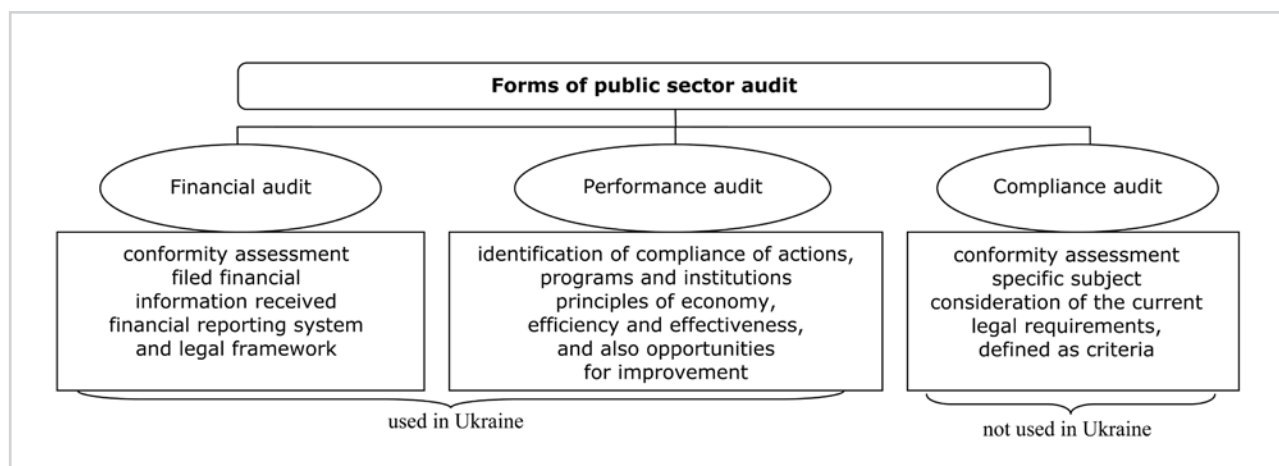 Forms of public sector audit
Financial audit
conformity assessment
filed financial
information received
financial reporting system
and legal framework
Performance audit
identification of compliance of actions,
programs and institutions
principles of economy,
efficiency and effectiveness,
and also opportunities
for improvement
Compliance audit
conformity assessment
specific subject
consideration of the current
legal requirements,
defined as criteria
used in Ukraine
not used in Ukraine